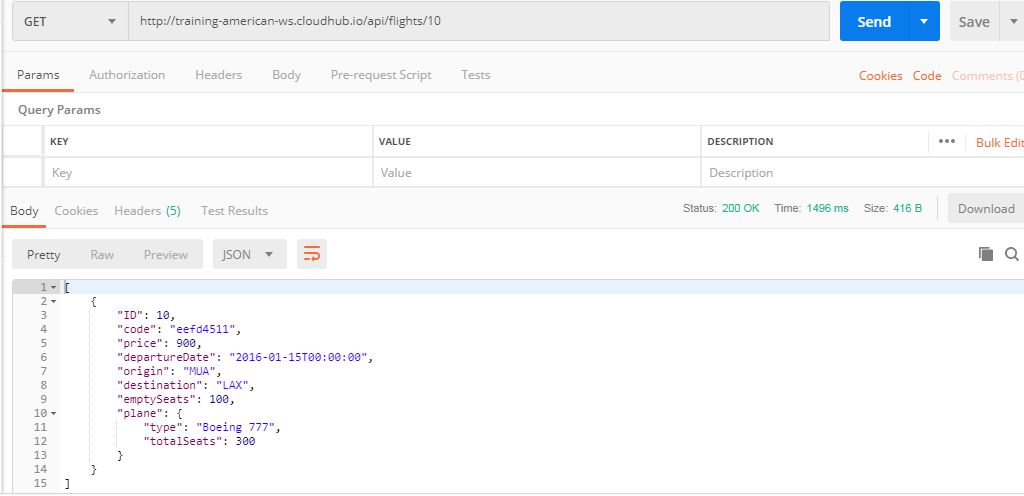 GET http://training-american-ws.cloudhub.io/api/flights/10 Send Save
Params Authorization Headers Body Pre-request Script Tests Cookies Code Comments (0
Query Params
KEY VALUE DESCRIPTION ••• Bulk Edit
Key Value Description
Body Cookies Headers (5) Test Results Status: 200 OK Time: 1496 ms Size: 416 B Download
Pretty Raw Preview JSON
1 [
2 {
3 "ID": 10,
4 "code": "eefd4511",
5 "price": 900,
6 "departureDate": "2016-01-15T00:00:00",
7 "origin": "MUA",
8 "destination": "LAX",
9 "emptySeats": 100,
10 "plane": {
11 "type": "Boeing 777",
12 "totalSeats": 300
13 }
14 }
15 ]